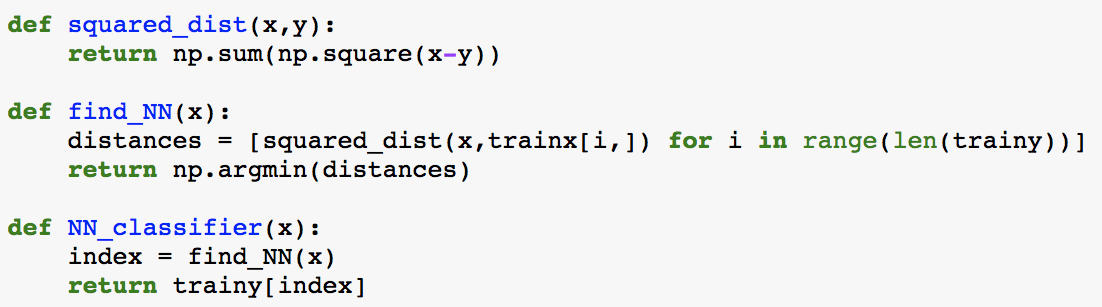 def squared_dist(x,y):
    return np.sum(np.square(x-y))
def find_NN(x):
    distances = [squared_dist(x,trainx[i,]) for i in range(len(trainy))]
    return np.argmin(distances)
def NN_classifier(x):
    index = find_NN(x)
    return trainy[index]